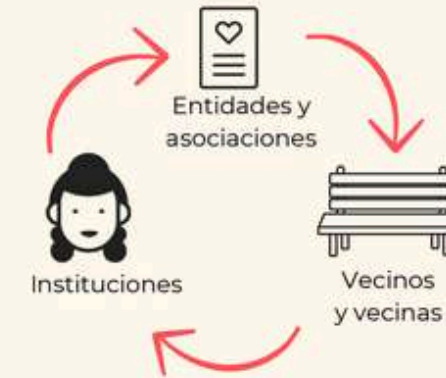 Entidades y
asociaciones
Instituciones
Vecinos
y vecinas